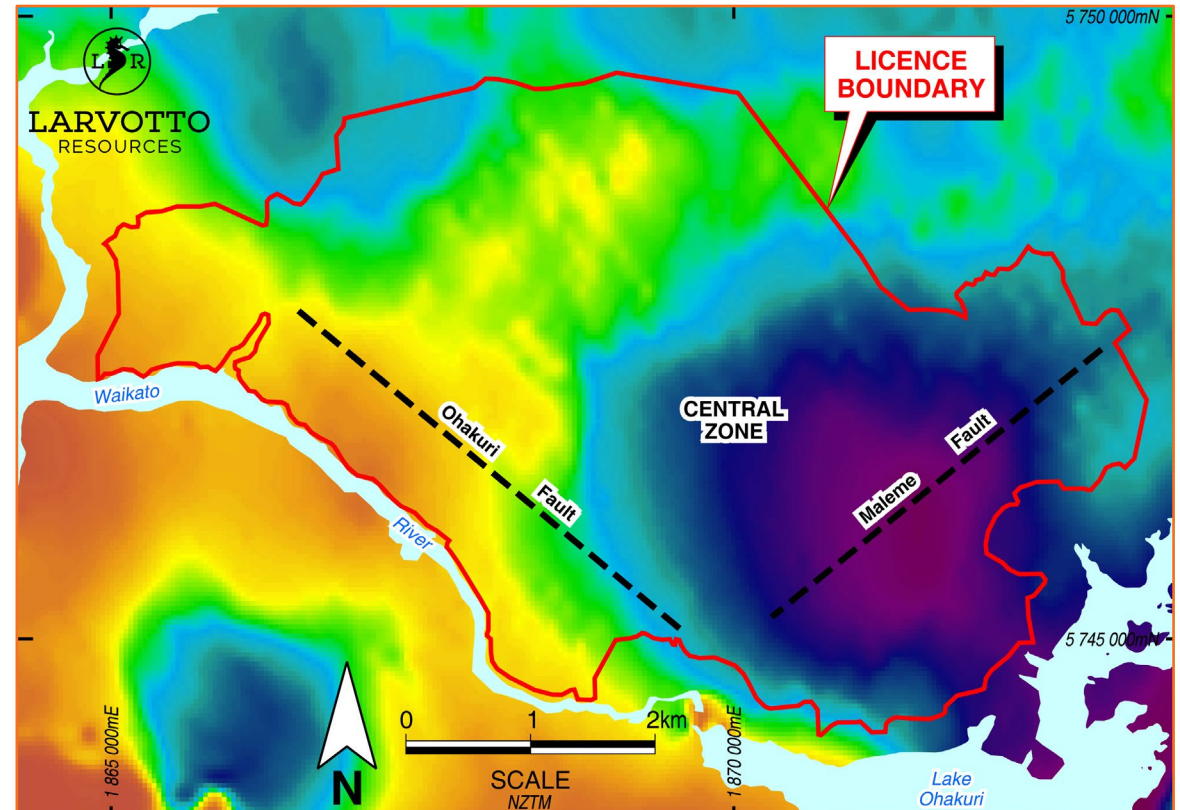 5 750 000mN
L R
LARVOTTO
RESOURCES
LICENCE
BOUNDARY
Waikato
River
Ohakuri
Fault
CENTRAL
ZONE
Maleme
Fault
5 745 000mN
1 865 000mE
1 870 000mE
0 1 2km
SCALE
NZTM
N
Lake
Ohakuri